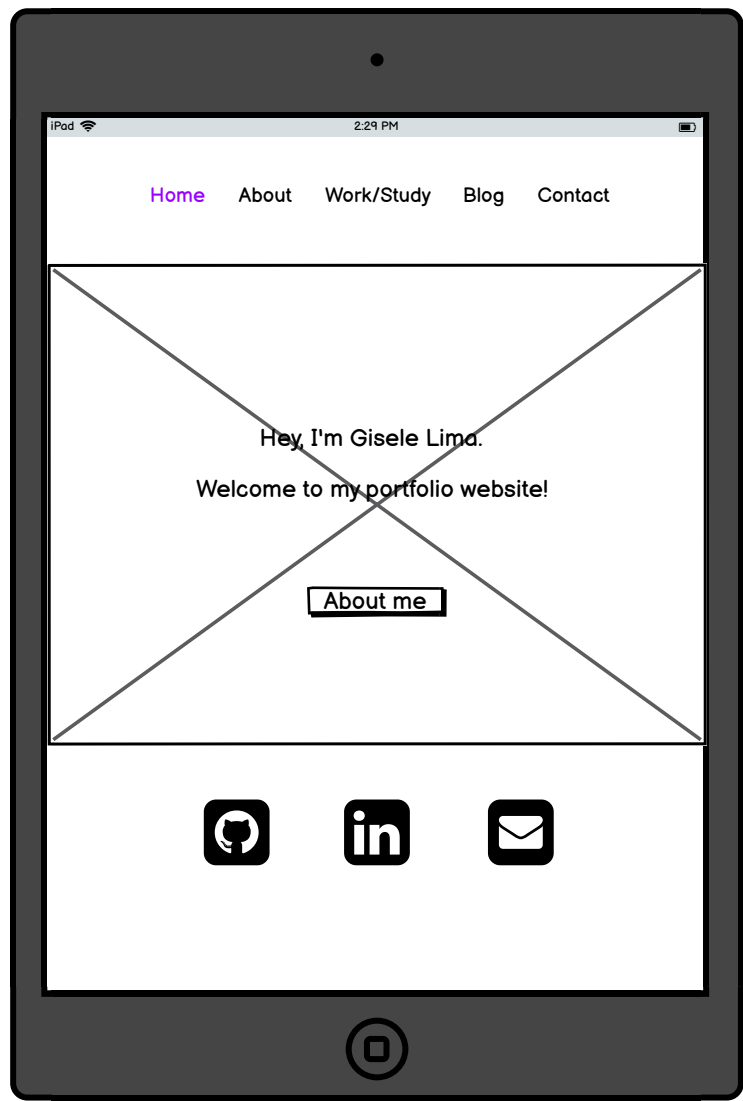 iPad 2:29 PM
Home About Work/Study Blog Contact
Hey, I'm Gisele Lima.
Welcome to my portfolio website!
About me
in